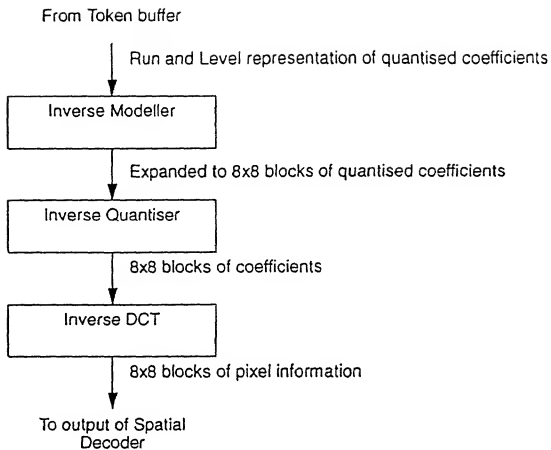 From Token buffer
Run and Level representation of quantised coefficients
Inverse Modeller
Expanded to 8x8 blocks of quantised coefficients
Inverse Quantiser
8x8 blocks of coefficients
Inverse DCT
8x8 blocks of pixel information
To output of Spatial
Decoder